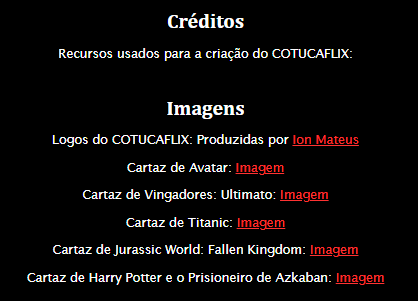 Créditos
Recursos usados para a criação do COTUCAFLIX:
Imagens
Logos do COTUCAFLIX: Produzidas por Ion Mateus
Cartaz de Avatar: Imagem
Cartaz de Vingadores: Ultimato: Imagem
Cartaz de Titanic: Imagem
Cartaz de Jurassic World: Fallen Kingdom: Imagem
Cartaz de Harry Potter e o Prisioneiro de Azkaban: Imagem